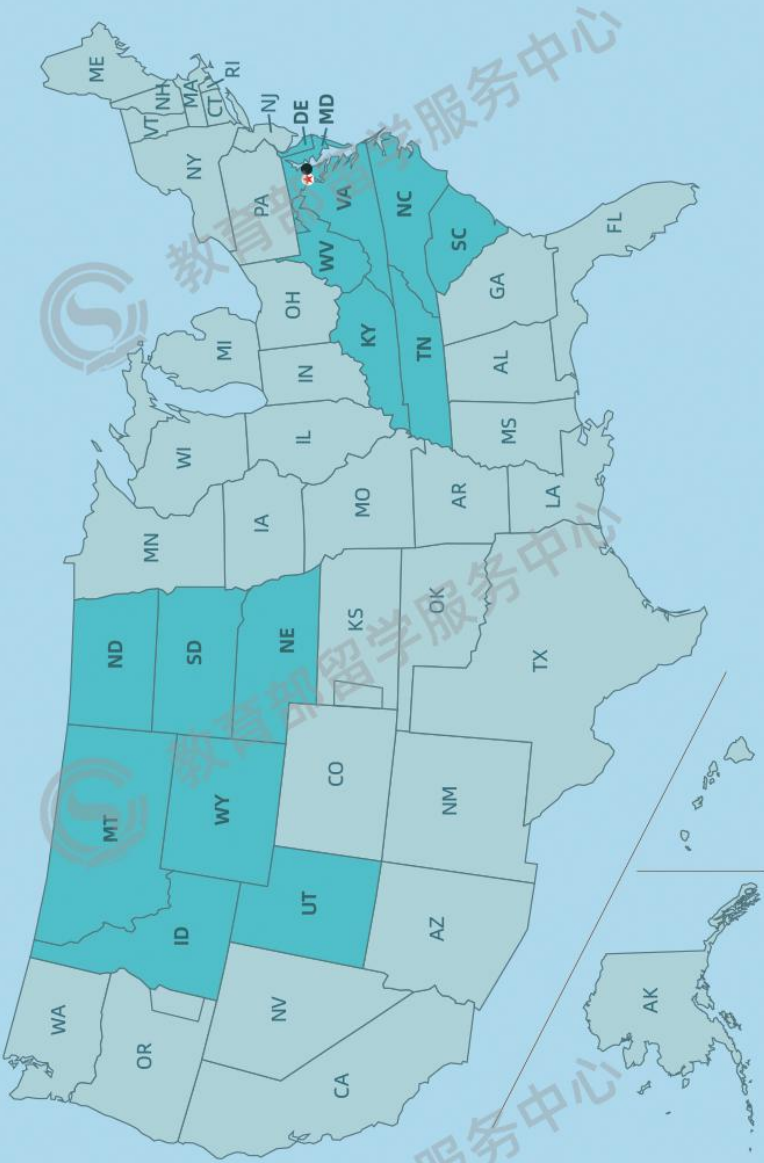 ME
VT
NH
MA
CT
RI
NY
NJ
PA
DE
MD
VA
WV
NC
SC
OH
KY
TN
GA
FL
MI
IN
AL
WI
IL
MS
MN
IA
MO
AR
LA
ND
SD
NE
KS
OK
TX
MT
WY
CO
NM
ID
UT
AZ
WA
OR
NV
CA
AK
教育部留学服务中心
教育部留学服务中心
服务中心